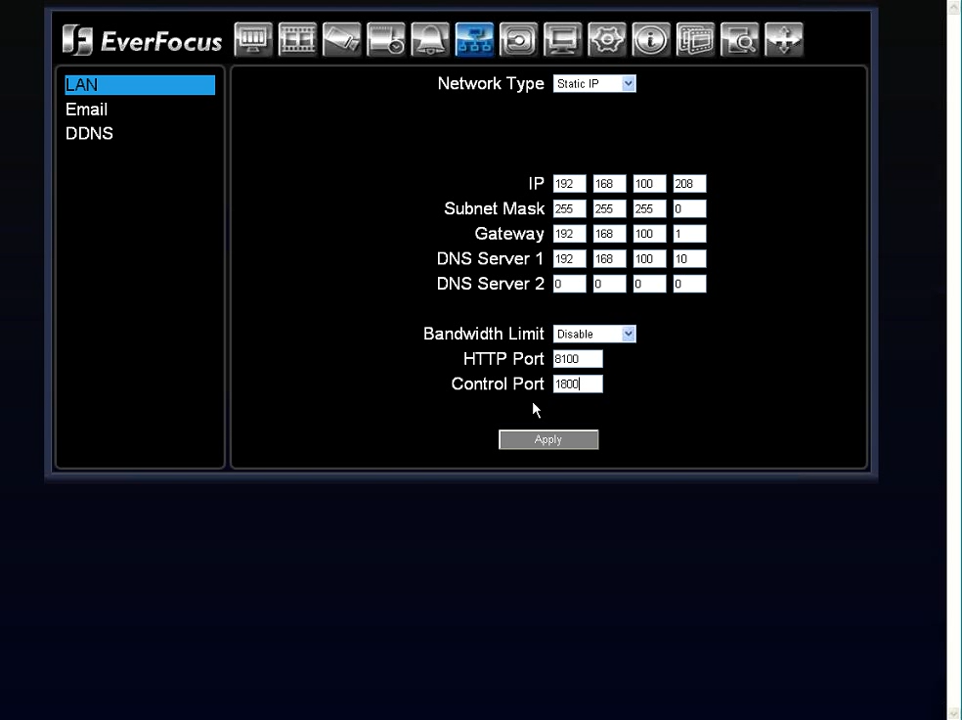 EverFocus
LAN
Email
DDNS
Network Type Static IP
IP 192 168 100 208
Subnet Mask 255 255 255 0
Gateway 192 168 100 1
DNS Server 1 192 168 100 10
DNS Server 2 0 0 0 0
Bandwidth Limit Disable
HTTP Port 8100
Control Port 1800
Apply